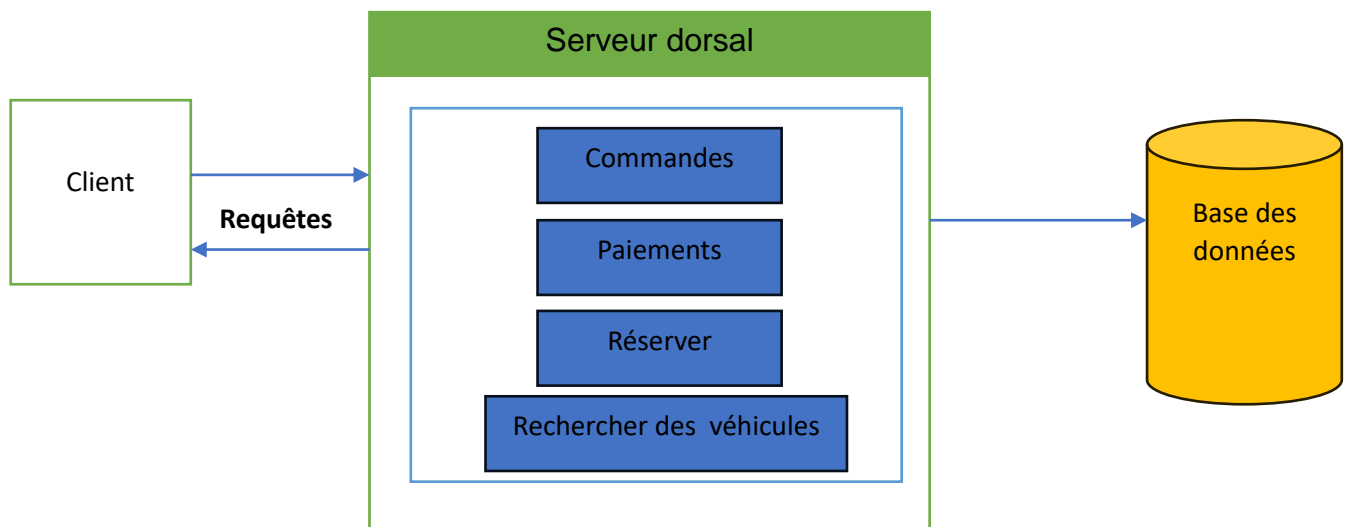 Serveur dorsal
Client
Requêtes
Commandes
Paiements
Réserver
Rechercher des véhicules
Base des
données